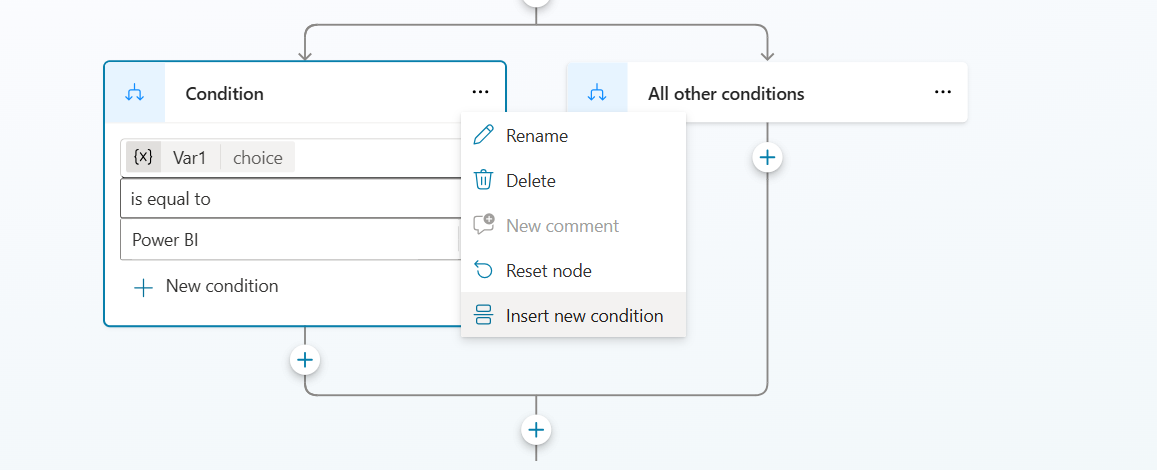 Condition
...
All other conditions
...
{x} Var1 choice
is equal to
Power BI
New condition
Rename
Delete
New comment
Reset node
Insert new condition